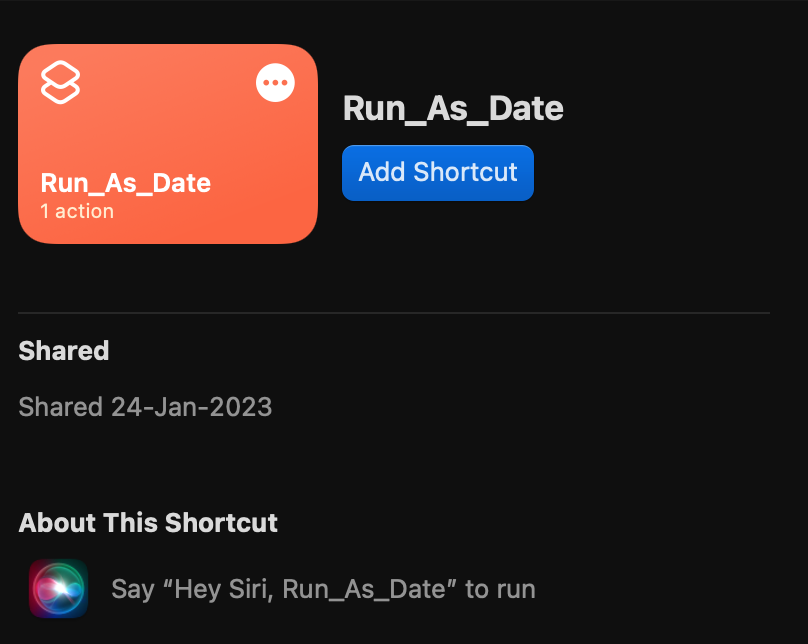 Run_As_Date
1 action
Run_As_Date
Add Shortcut
Shared
Shared 24-Jan-2023
About This Shortcut
Say “Hey Siri, Run_As_Date” to run